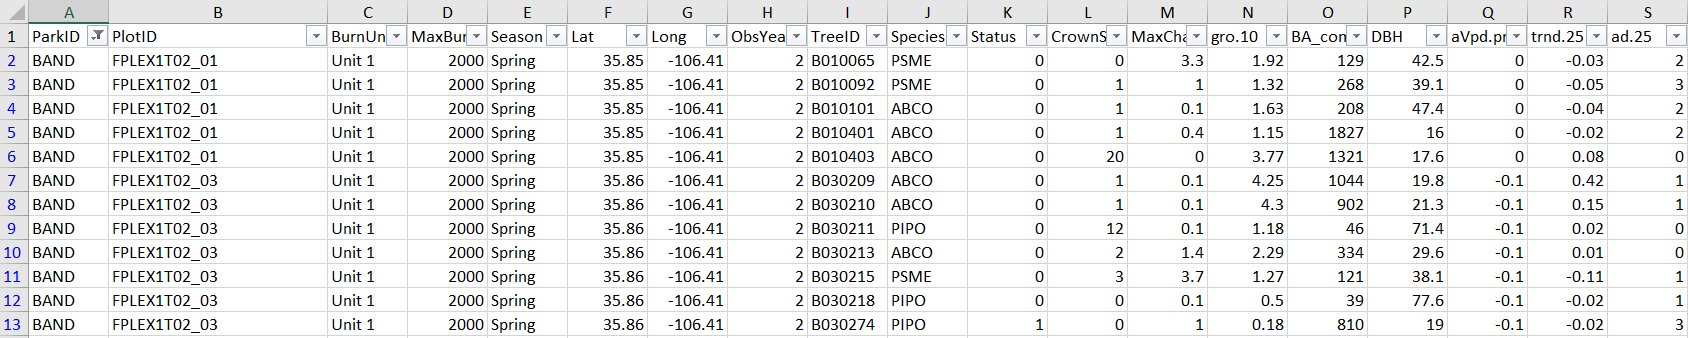 A B C D E F G H I J K L M N O P Q R S
1 ParkID PlotID BurnUn MaxBur Season Lat Long ObsYea TreeID Species Status CrownS MaxCha gro.10 BA_con DBH aVpd.pr trnd.25 ad.25
2 BAND FPLEX1T02_01 Unit 1 2000 Spring 35.85 -106.41 2 B010065 PSME 0 0 3.3 1.92 129 42.5 0 -0.03 2
3 BAND FPLEX1T02_01 Unit 1 2000 Spring 35.85 -106.41 2 B010092 PSME 0 1 1 1.32 268 39.1 0 -0.05 3
4 BAND FPLEX1T02_01 Unit 1 2000 Spring 35.85 -106.41 2 B010101 ABCO 0 1 0.1 1.63 208 47.4 0 -0.04 2
5 BAND FPLEX1T02_01 Unit 1 2000 Spring 35.85 -106.41 2 B010401 ABCO 0 1 0.4 1.15 1827 16 0 -0.02 2
6 BAND FPLEX1T02_01 Unit 1 2000 Spring 35.85 -106.41 2 B010403 ABCO 0 20 0 3.77 1321 17.6 0 0.08 0
7 BAND FPLEX1T02_03 Unit 1 2000 Spring 35.86 -106.41 2 B030209 ABCO 0 1 0.1 4.25 1044 19.8 -0.1 0.42 1
8 BAND FPLEX1T02_03 Unit 1 2000 Spring 35.86 -106.41 2 B030210 ABCO 0 1 0.1 4.3 902 21.3 -0.1 0.15 1
9 BAND FPLEX1T02_03 Unit 1 2000 Spring 35.86 -106.41 2 B030211 PIPO 0 12 0.1 1.18 46 71.4 -0.1 0.02 0
10 BAND FPLEX1T02_03 Unit 1 2000 Spring 35.86 -106.41 2 B030213 ABCO 0 2 1.4 2.29 334 29.6 -0.1 0.01 0
11 BAND FPLEX1T02_03 Unit 1 2000 Spring 35.86 -106.41 2 B030215 PSME 0 3 3.7 1.27 121 38.1 -0.1 -0.11 1
12 BAND FPLEX1T02_03 Unit 1 2000 Spring 35.86 -106.41 2 B030218 PIPO 0 0 0.1 0.5 39 77.6 -0.1 -0.02 1
13 BAND FPLEX1T02_03 Unit 1 2000 Spring 35.86 -106.41 2 B030274 PIPO 1 0 1 0.18 810 19 -0.1 -0.02 3